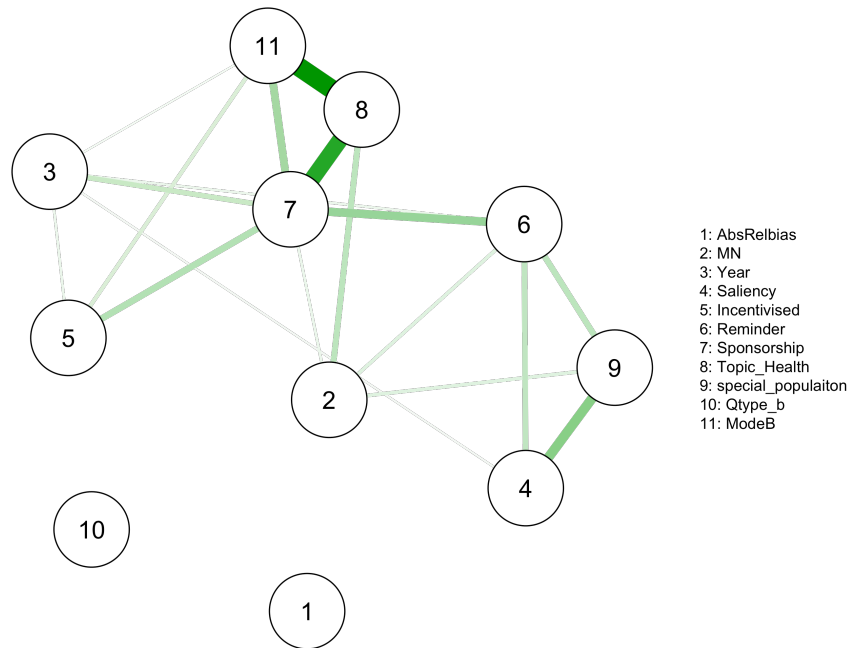 11
8
3
7
6
5
9
2
4
10
1
1: AbsRelbias
2: MN
3: Year
4: Saliency
5: Incentivised
6: Reminder
7: Sponsorship
8: Topic_Health
9: special_populaiton
10: Qtype_b
11: ModeB